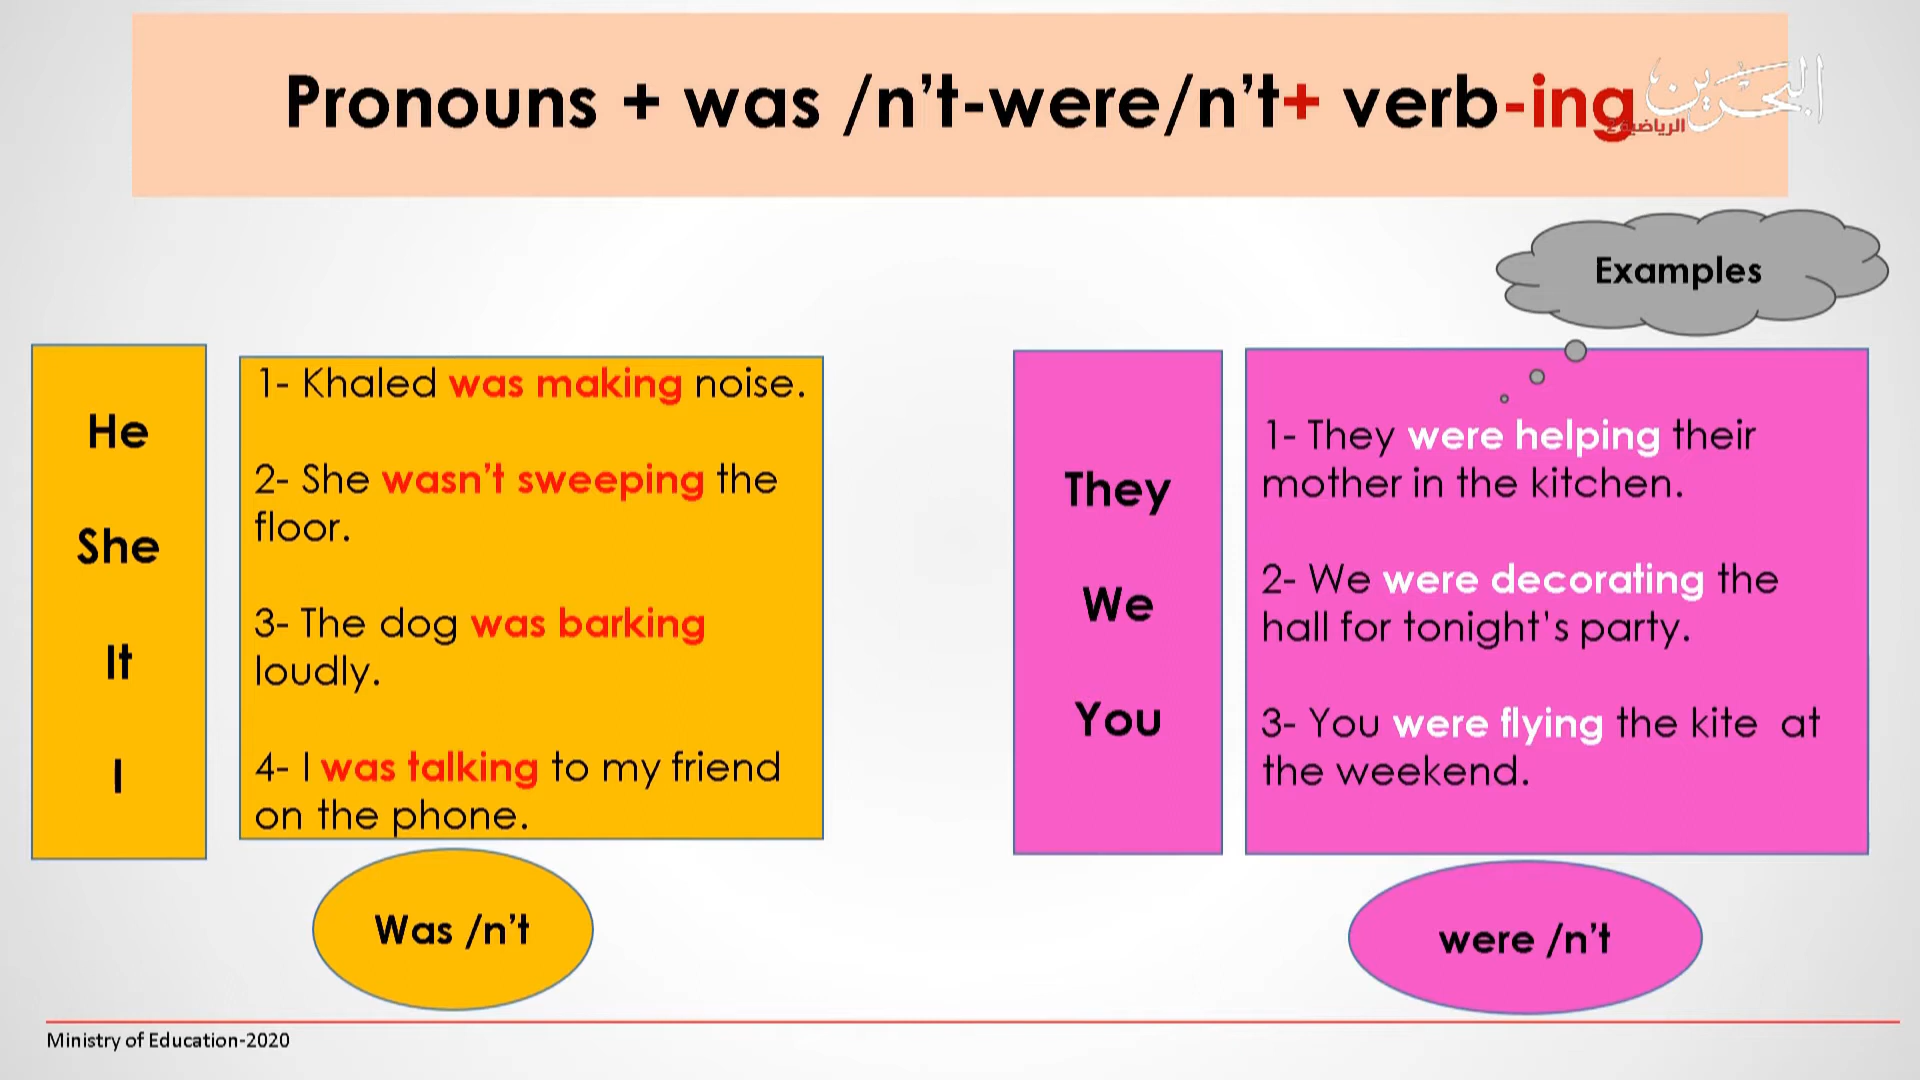 Pronouns + was /n’t-were/n’t+ verb-ing
البحرين
الرياضية 2
Examples
He
She
It
I
1- Khaled was making noise.
2- She wasn’t sweeping the
floor.
3- The dog was barking
loudly.
4- I was talking to my friend
on the phone.
Was /n’t
They
We
You
1- They were helping their
mother in the kitchen.
2- We were decorating the
hall for tonight's party.
3- You were flying the kite  at
the weekend.
were /n’t
Ministry of Education-2020